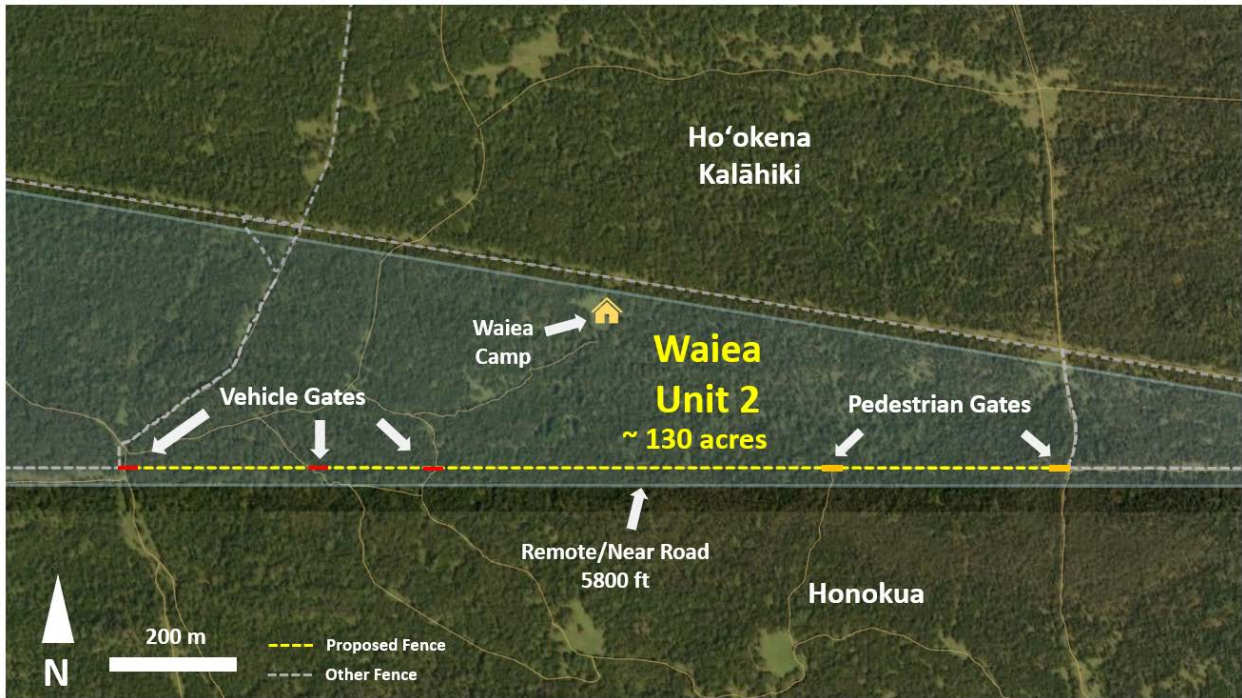 Hoʻokena
Kalāhiki
Waiea
Camp
Waiea
Unit 2
~ 130 acres
Vehicle Gates
Pedestrian Gates
Remote/Near Road
5800 ft
Honokua
N
200 m
Proposed Fence
Other Fence